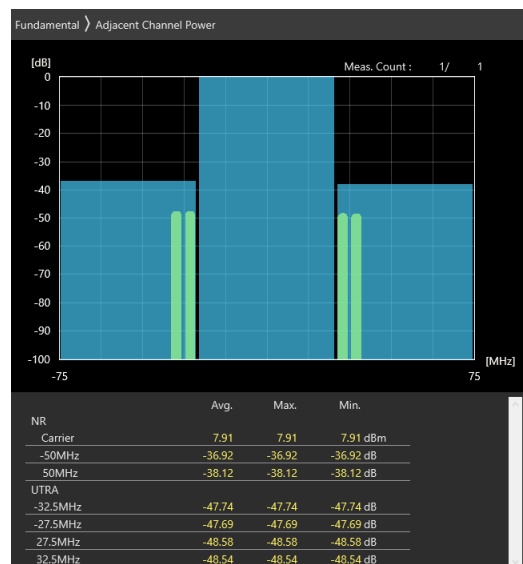 Fundamental 〉 Adjacent Channel Power
[dB] Meas. Count : 1/ 1
0
-10
-20
-30
-40
-50
-60
-70
-80
-90
-100 [MHz]
-75 75
Avg. Max. Min.
NR
Carrier 7.91 7.91 7.91 dBm
-50MHz -36.92 -36.92 -36.92 dB
50MHz -38.12 -38.12 -38.12 dB
UTRA
-32.5MHz -47.74 -47.74 -47.74 dB
-27.5MHz -47.69 -47.69 -47.69 dB
27.5MHz -48.58 -48.58 -48.58 dB
32.5MHz -48.54 -48.54 -48.54 dB